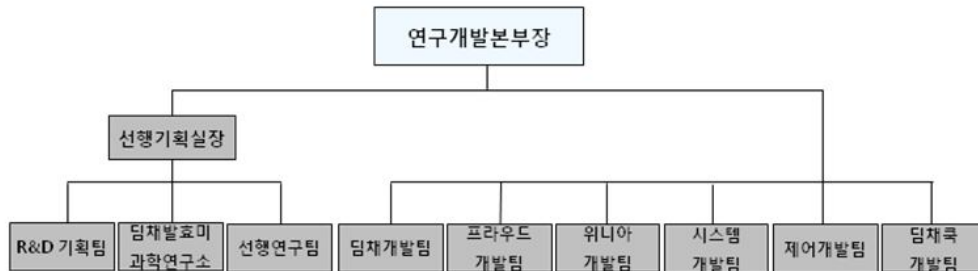 연구개발본부장
선행기획실장
R&D 기획팀
딤채발효미
과학연구소
선행연구팀
딤채개발팀
프라우드
개발팀
위니아
개발팀
시스템
개발팀
제어개발팀
딤채쿡
개발팀